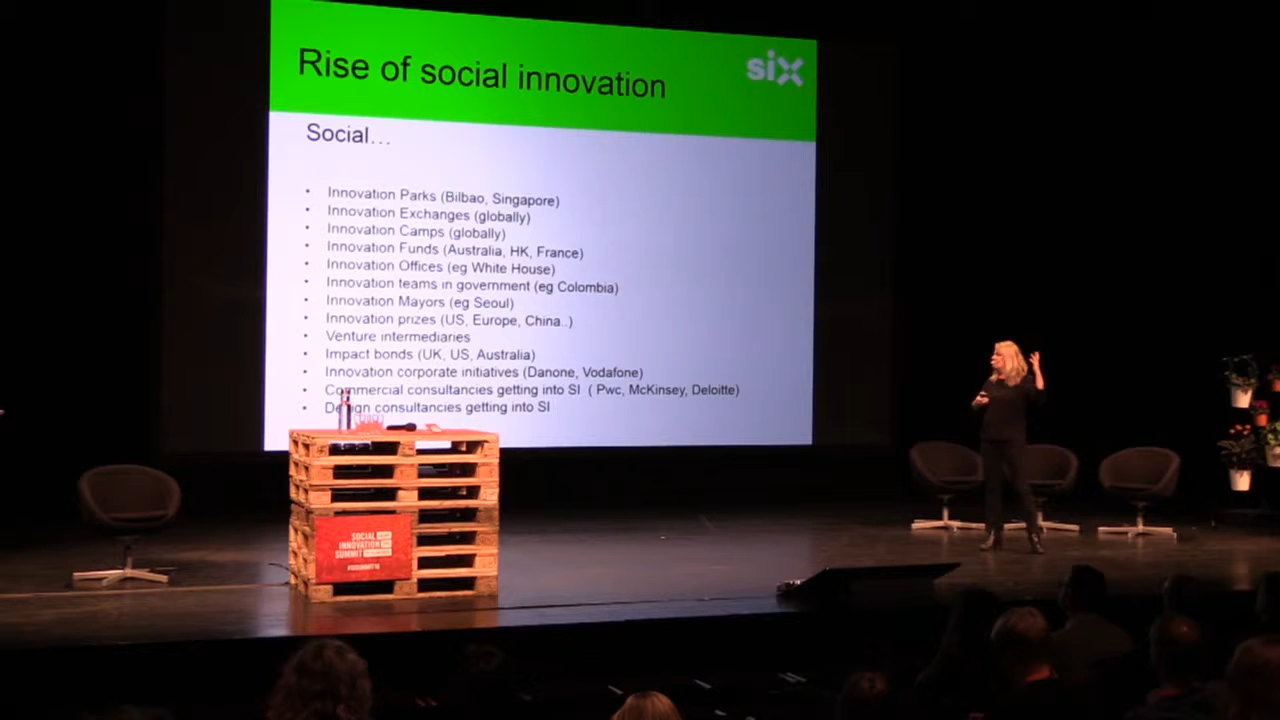 Rise of social innovation
six
Social...
• Innovation Parks (Bilbao, Singapore)
• Innovation Exchanges (globally)
• Innovation Camps (globally)
• Innovation Funds (Australia, HK, France)
• Innovation Offices (eg White House)
• Innovation teams in government (eg Colombia)
• Innovation Mayors (eg Seoul)
• Innovation prizes (US, Europe, China..)
• Venture intermediaries
• Impact bonds (UK, US, Australia)
• Innovation corporate initiatives (Danone, Vodafone)
• Commercial consultancies getting into SI ( Pwc, McKinsey, Deloitte)
• Design consultancies getting into SI
SOCIAL
INNOVATION
SUMMIT